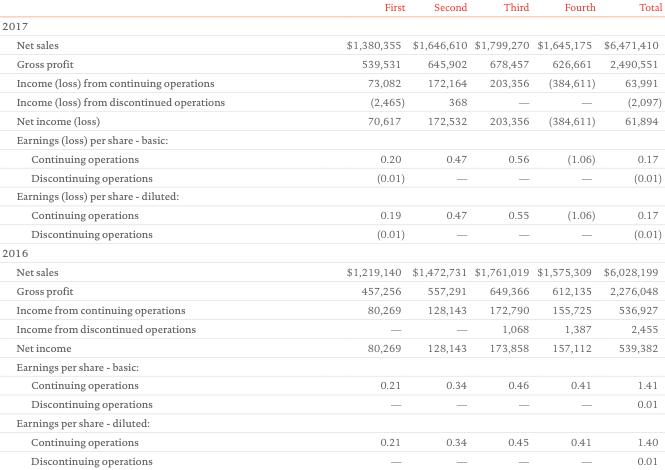 First Second Third Fourth Total
2017
Net sales $1,380,355 $1,646,610 $1,799,270 $1,645,175 $6,471,410
Gross profit 539,531 645,902 678,457 626,661 2,490,551
Income (loss) from continuing operations 73,082 172,164 203,356 (384,611) 63,991
Income (loss) from discontinued operations (2,465) 368 — — (2,097)
Net income (loss) 70,617 172,532 203,356 (384,611) 61,894
Earnings (loss) per share - basic:
Continuing operations 0.20 0.47 0.56 (1.06) 0.17
Discontinuing operations (0.01) — — — (0.01)
Earnings (loss) per share - diluted:
Continuing operations 0.19 0.47 0.55 (1.06) 0.17
Discontinuing operations (0.01) — — — (0.01)
2016
Net sales $1,219,140 $1,472,731 $1,761,019 $1,575,309 $6,028,199
Gross profit 457,256 557,291 649,366 612,135 2,276,048
Income from continuing operations 80,269 128,143 172,790 155,725 536,927
Income from discontinued operations — — 1,068 1,387 2,455
Net income 80,269 128,143 173,858 157,112 539,382
Earnings per share - basic:
Continuing operations 0.21 0.34 0.46 0.41 1.41
Discontinuing operations — — — — 0.01
Earnings per share - diluted:
Continuing operations 0.21 0.34 0.45 0.41 1.40
Discontinuing operations — — — — 0.01